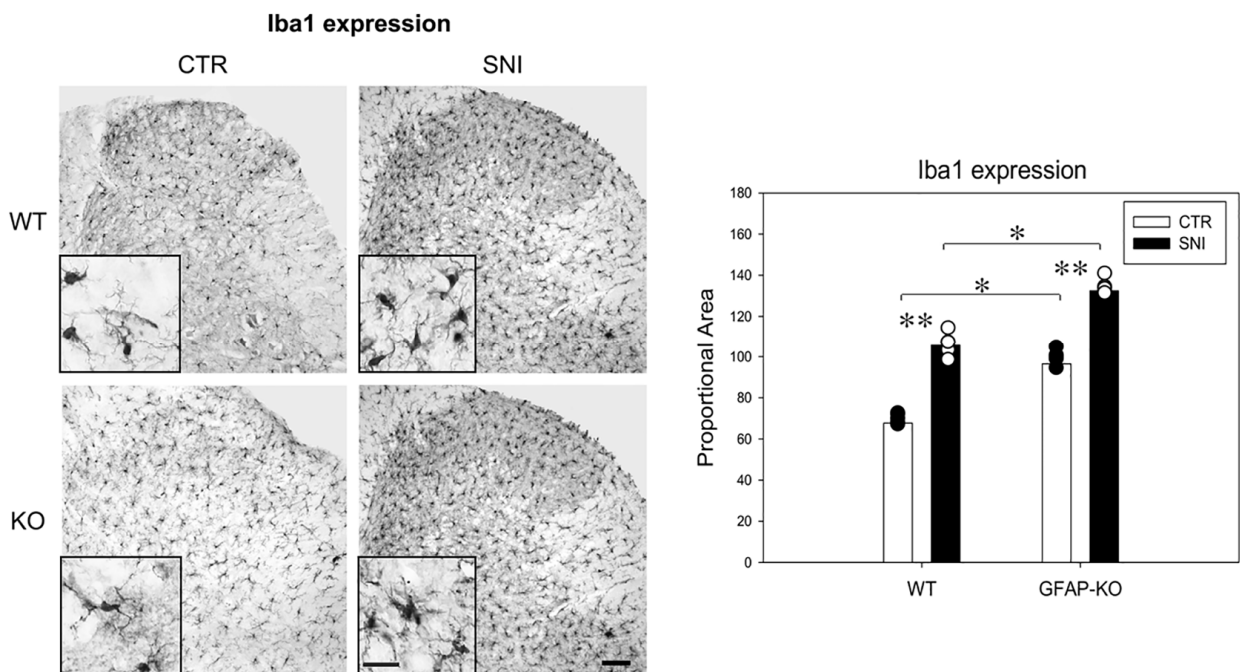 Iba1 expression
CTR
SNI
WT
KO
Iba1 expression
180
160
140
120
100
80
60
40
20
0
Proportional Area
CTR
SNI
*
**
*
**
WT
GFAP-KO